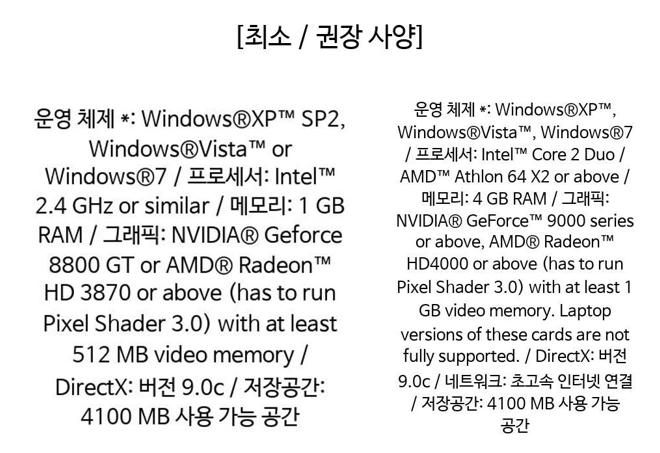 [최소 / 권장 사양]
운영 체제 *: Windows®XP™ SP2,
Windows®Vista™ or
Windows®7 / 프로세서: Intel™
2.4 GHz or similar / 메모리: 1 GB
RAM / 그래픽: NVIDIA® Geforce
8800 GT or AMD® Radeon™
HD 3870 or above (has to run
Pixel Shader 3.0) with at least
512 MB video memory /
DirectX: 버전 9.0c / 저장공간:
4100 MB 사용 가능 공간
운영 체제 *: Windows®XP™,
Windows®Vista™, Windows®7
/ 프로세서: Intel™ Core 2 Duo /
AMD™ Athlon 64 X2 or above /
메모리: 4 GB RAM / 그래픽:
NVIDIA® GeForce™ 9000 series
or above, AMD® Radeon™
HD4000 or above (has to run
Pixel Shader 3.0) with at least 1
GB video memory. Laptop
versions of these cards are not
fully supported. / DirectX: 버전
9.0c / 네트워크: 초고속 인터넷 연결
/ 저장공간: 4100 MB 사용 가능
공간